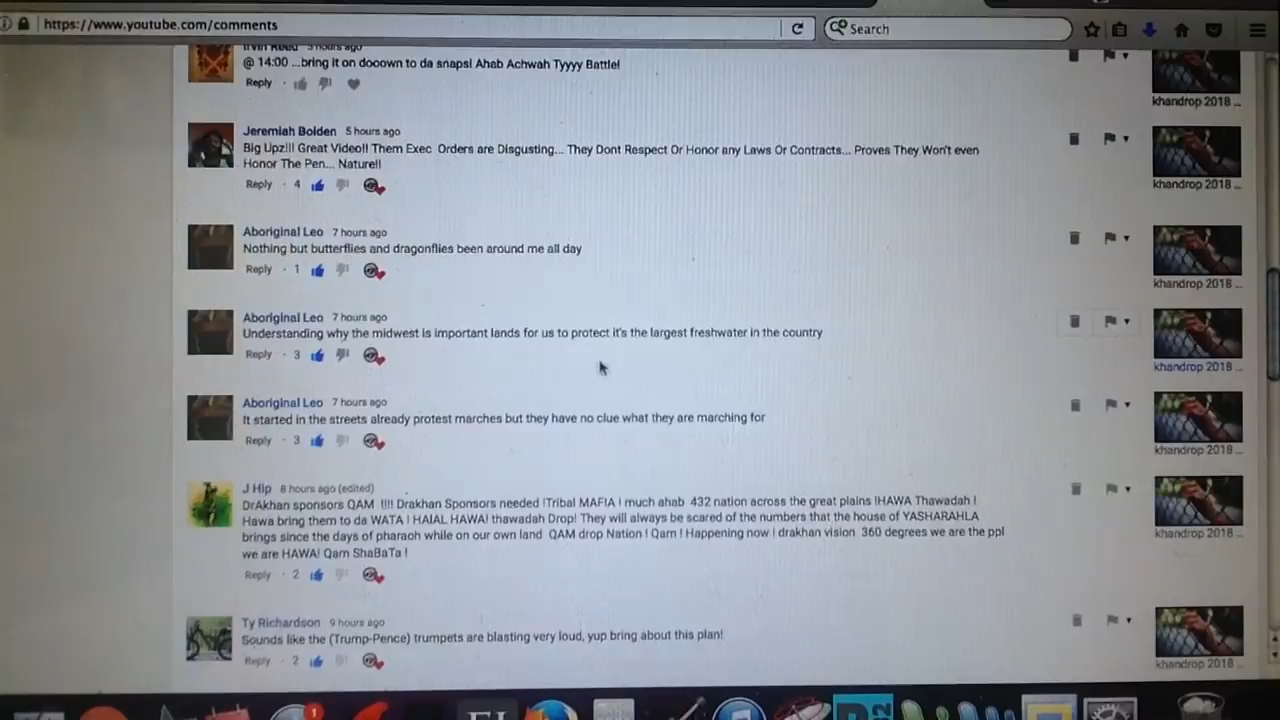 https://www.youtube.com/comments
Search
Irvin Reed 5 hours ago
@ 14:00 ...bring it on dooown to da snaps! Ahab Achwah Tyyyy Battle!
Reply
khandrop 2018 ...
Jeremiah Bolden 5 hours ago
Big Upz!!! Great Video!! Them Exec Orders are Disgusting... They Dont Respect Or Honor any Laws Or Contracts... Proves They Won't even
Honor The Pen... Nature!!
Reply · 4
khandrop 2018 ...
Aboriginal Leo 7 hours ago
Nothing but butterflies and dragonflies been around me all day
Reply · 1
khandrop 2018 ...
Aboriginal Leo 7 hours ago
Understanding why the midwest is important lands for us to protect it's the largest freshwater in the country
Reply · 3
khandrop 2018 ...
Aboriginal Leo 7 hours ago
It started in the streets already protest marches but they have no clue what they are marching for
Reply · 3
khandrop 2018 ...
J Hip 8 hours ago (edited)
DrAkhan sponsors QAM !!!! Drakhan Sponsors needed !Tribal MAFIA ! much ahab 432 nation across the great plains !HAWA Thawadah !
Hawa bring them to da WATA ! HAIAL HAWA! thawadah Drop! They will always be scared of the numbers that the house of YASHARAHLA
brings since the days of pharaoh while on our own land QAM drop Nation ! Qam ! Happening now ! drakhan vision 360 degrees we are the ppl
we are HAWA! Qam ShaBaTa !
Reply · 2
khandrop 2018 ...
Ty Richardson 9 hours ago
Sounds like the (Trump-Pence) trumpets are blasting very loud, yup bring about this plan!
Reply · 2
khandrop 2018 ...
1